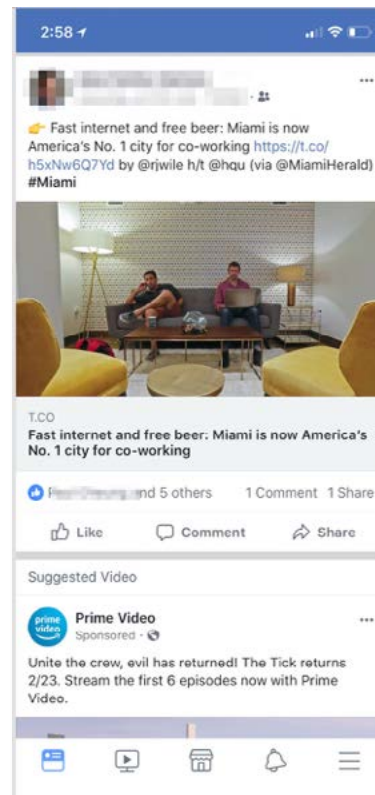 2:58
👉 Fast internet and free beer: Miami is now
America's No. 1 city for co-working https://t.co/
h5xNw6Q7Yd by @rjwile h/t @hqu (via @MiamiHerald)
#Miami
T.CO
Fast internet and free beer: Miami is now America's
No. 1 city for co-working
and 5 others 1 Comment 1 Share
Like Comment Share
Suggested Video
prime
video
Prime Video
Sponsored ·
Unite the crew, evil has returned! The Tick returns
2/23. Stream the first 6 episodes now with Prime
Video.